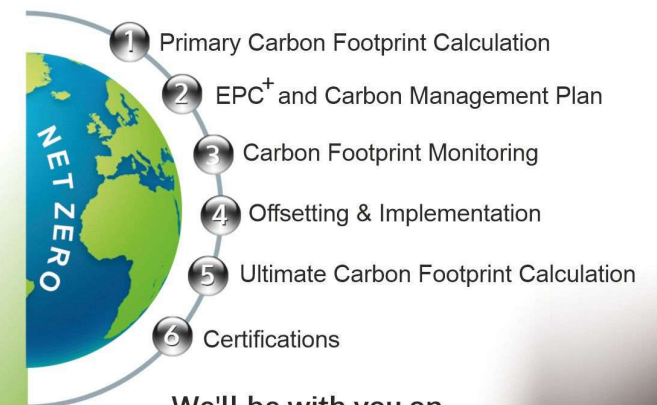 1 Primary Carbon Footprint Calculation
2 EPC+ and Carbon Management Plan
3 Carbon Footprint Monitoring
4 Offsetting & Implementation
5 Ultimate Carbon Footprint Calculation
6 Certifications
NET ZERO
We'll be with you on